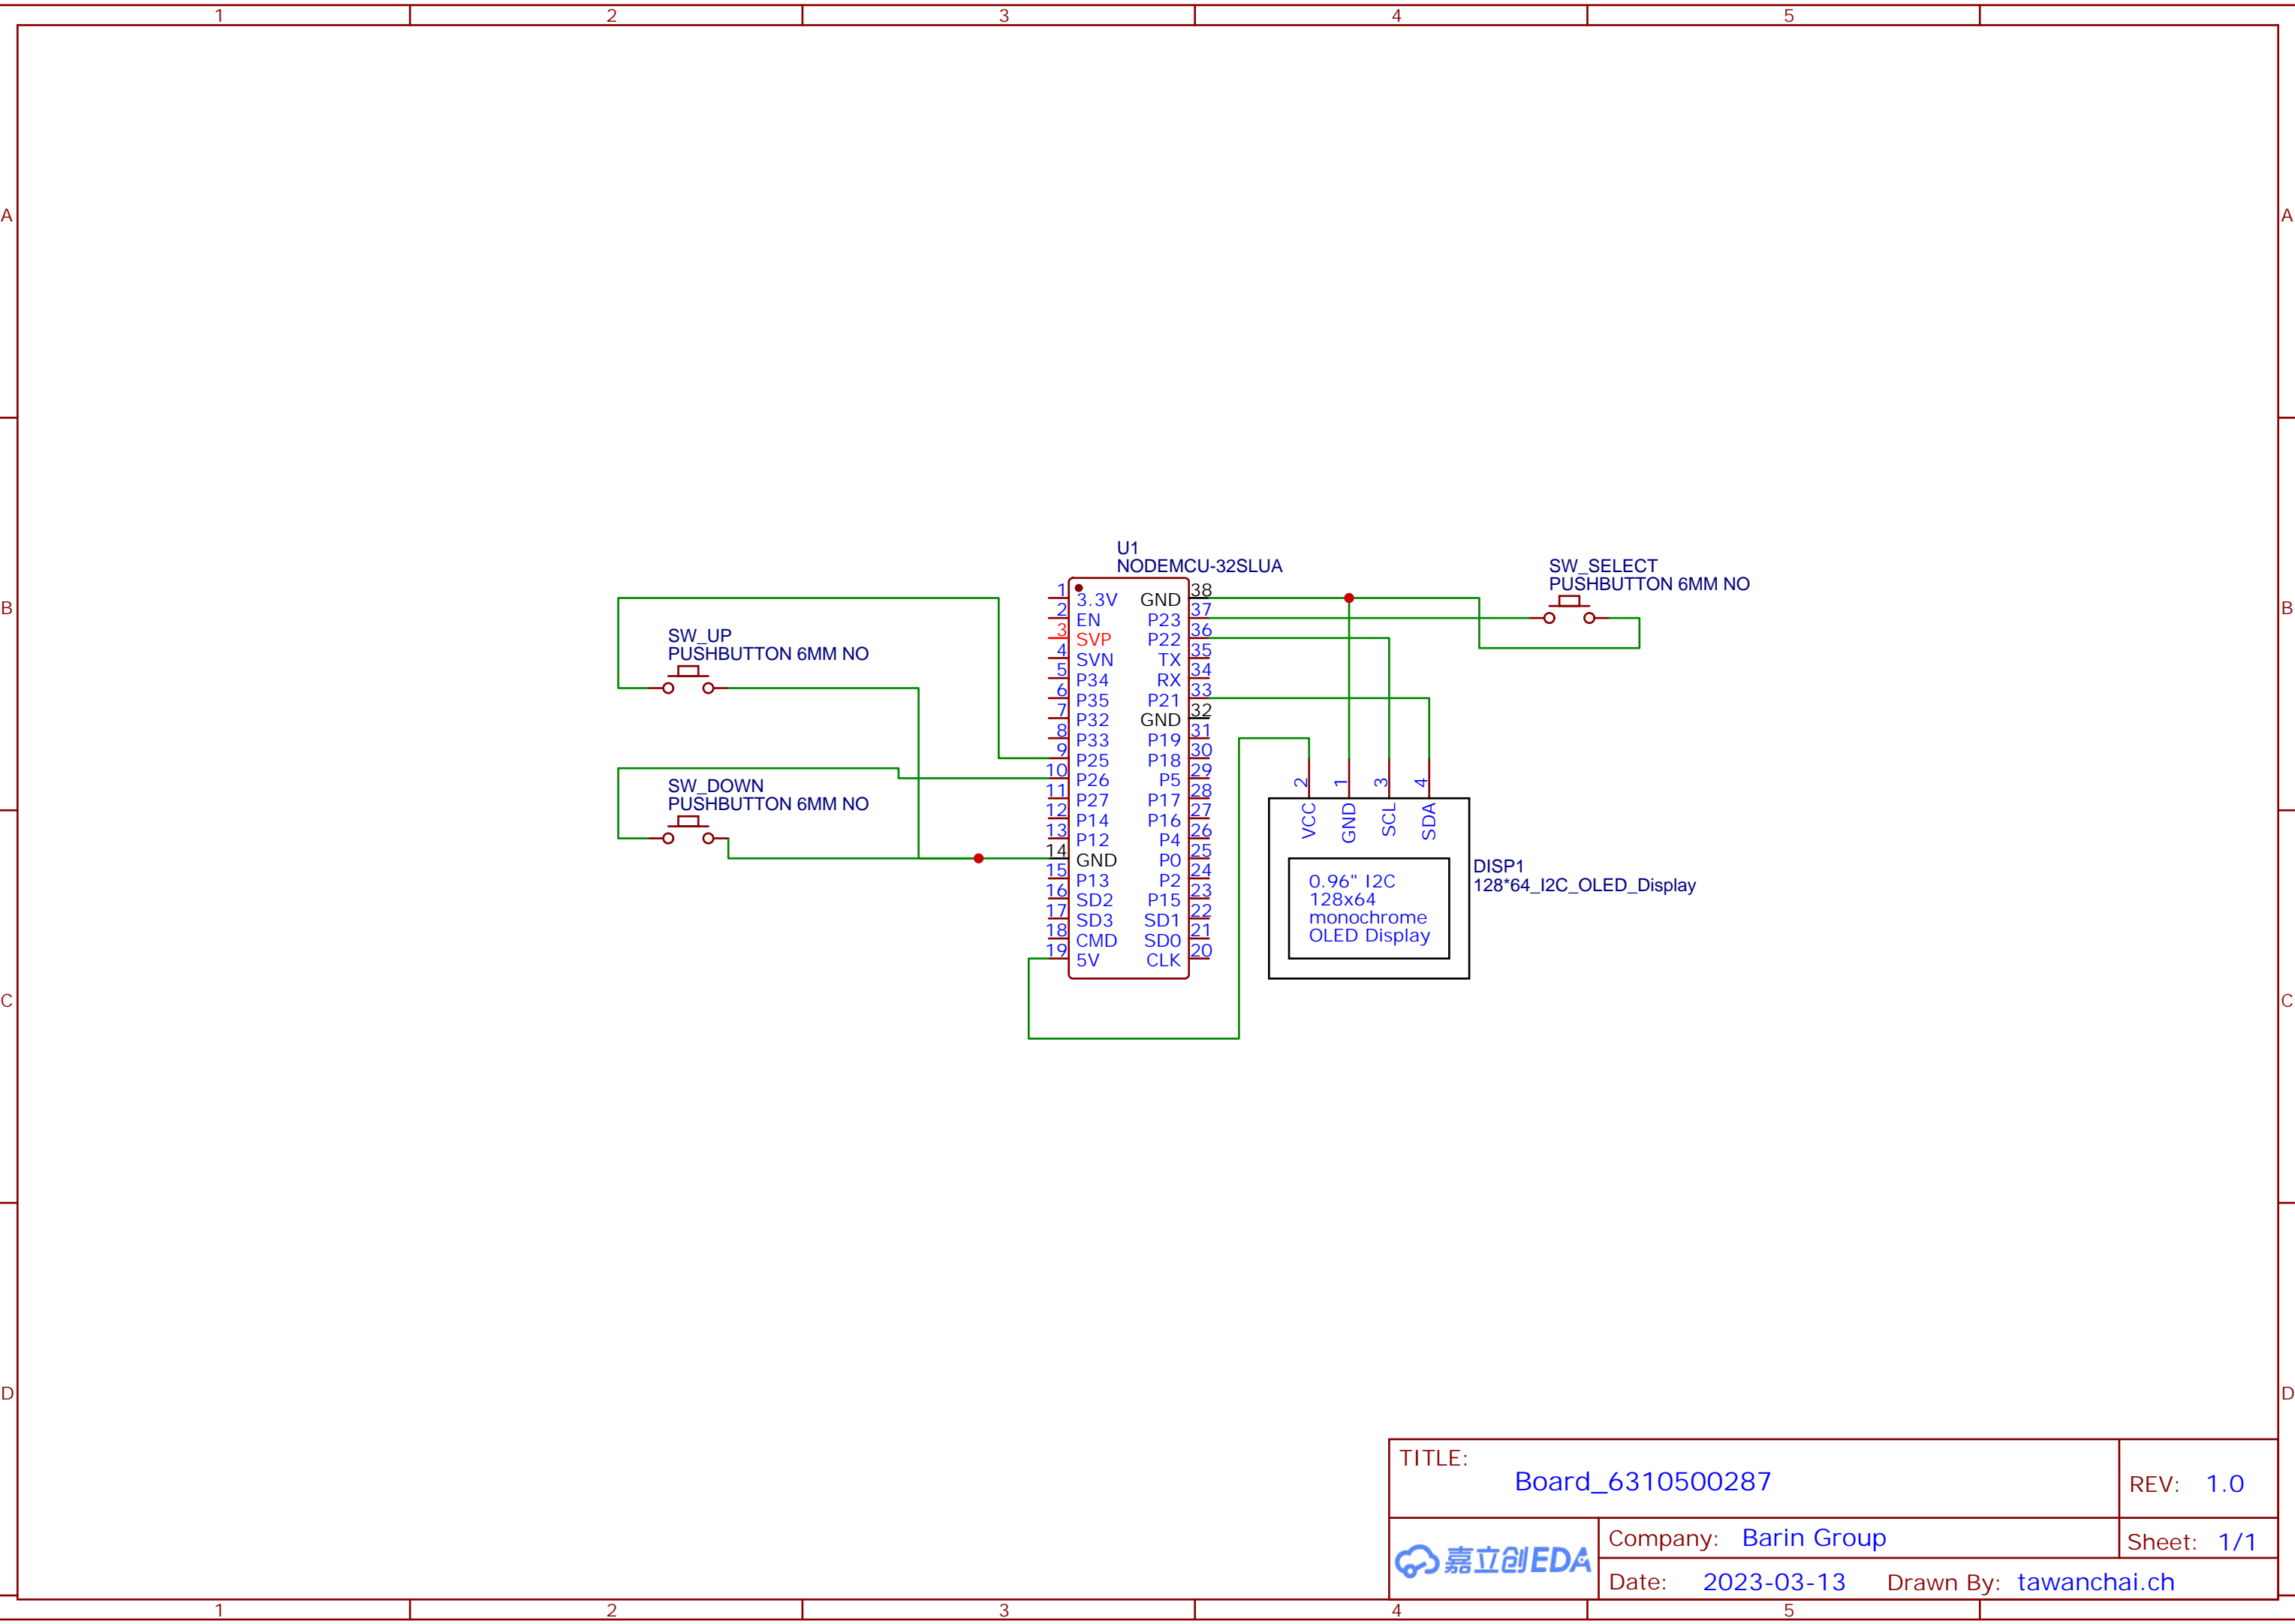 1 2 3 4 5
A A
B B
C C
D D
U1
NODEMCU-32SLUA
SW_SELECT
PUSHBUTTON 6MM NO
SW_UP
PUSHBUTTON 6MM NO
SW_DOWN
PUSHBUTTON 6MM NO
1 3.3V GND 38
2 EN P23 37
3 SVP P22 36
4 SVN TX 35
5 P34 RX 34
6 P35 P21 33
7 P32 GND 32
8 P33 P19 31
9 P25 P18 30
10 P26 P5 29
11 P27 P17 28
12 P14 P16 27
13 P12 P4 26
14 GND P0 25
15 P13 P2 24
16 SD2 P15 23
17 SD3 SD1 22
18 CMD SD0 21
19 5V CLK 20
2 1 3 4
VCC GND SCL SDA
0.96" I2C
128x64
monochrome
OLED Display
DISP1
128*64_I2C_OLED_Display
TITLE:
Board_6310500287
REV: 1.0
嘉立创EDA
Company: Barin Group
Sheet: 1/1
Date: 2023-03-13 Drawn By: tawanchai.ch
1 2 3 4 5